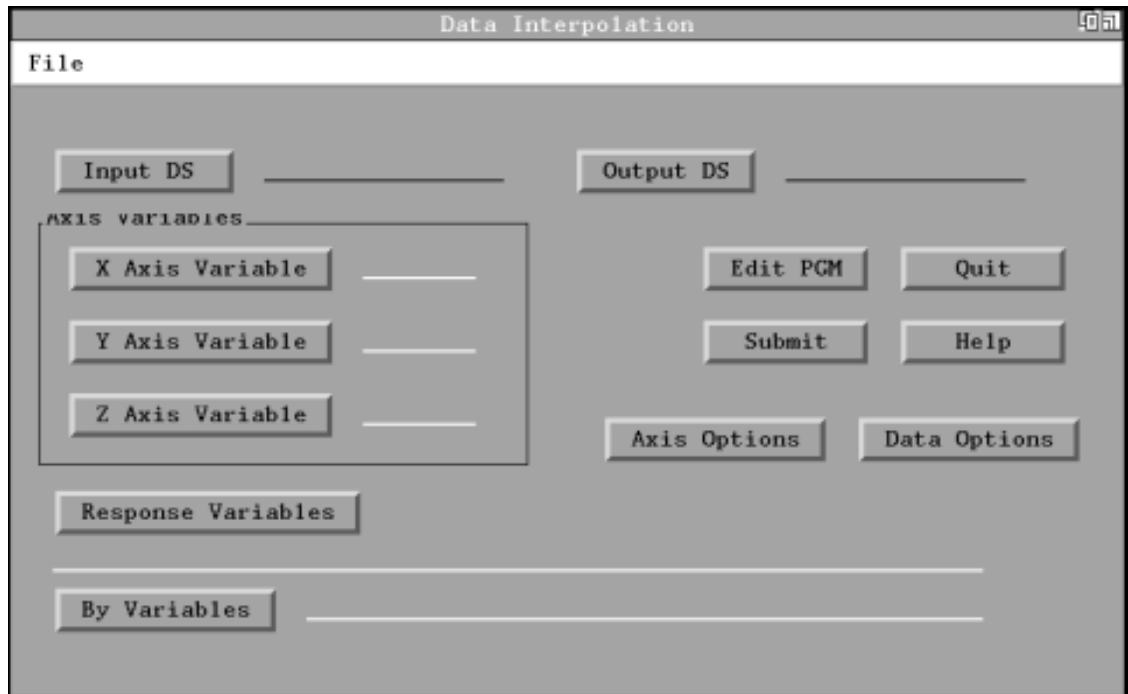 Data Interpolation
File
Input DS
Output DS
Axis Variables
X Axis Variable
Edit PGM
Quit
Y Axis Variable
Submit
Help
Z Axis Variable
Axis Options
Data Options
Response Variables
By Variables